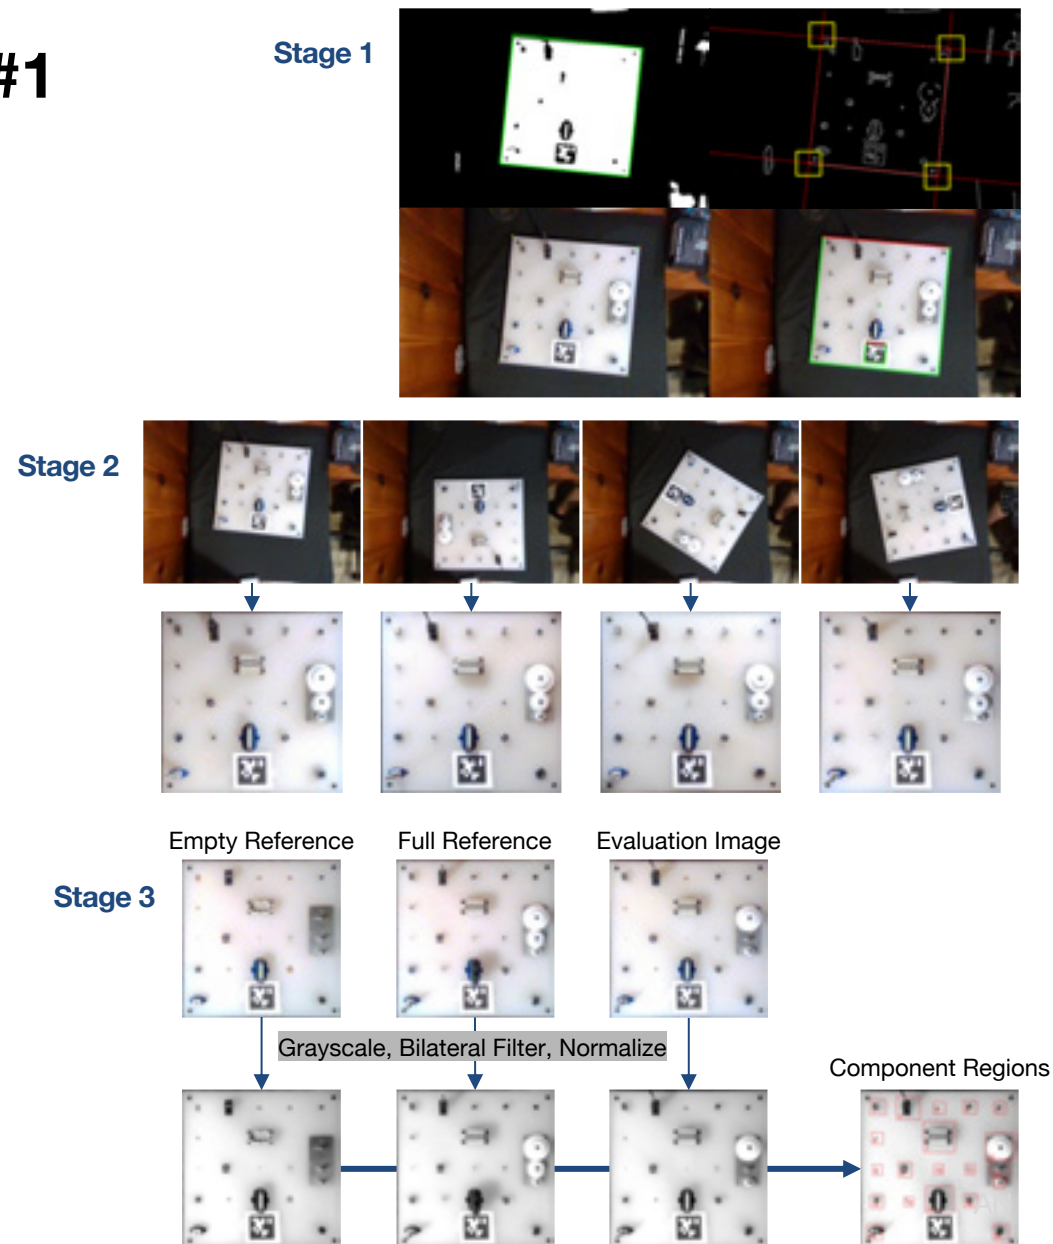 #1
Stage 1
Stage 2
Empty Reference
Full Reference
Evaluation Image
Stage 3
Grayscale, Bilateral Filter, Normalize
Component Regions